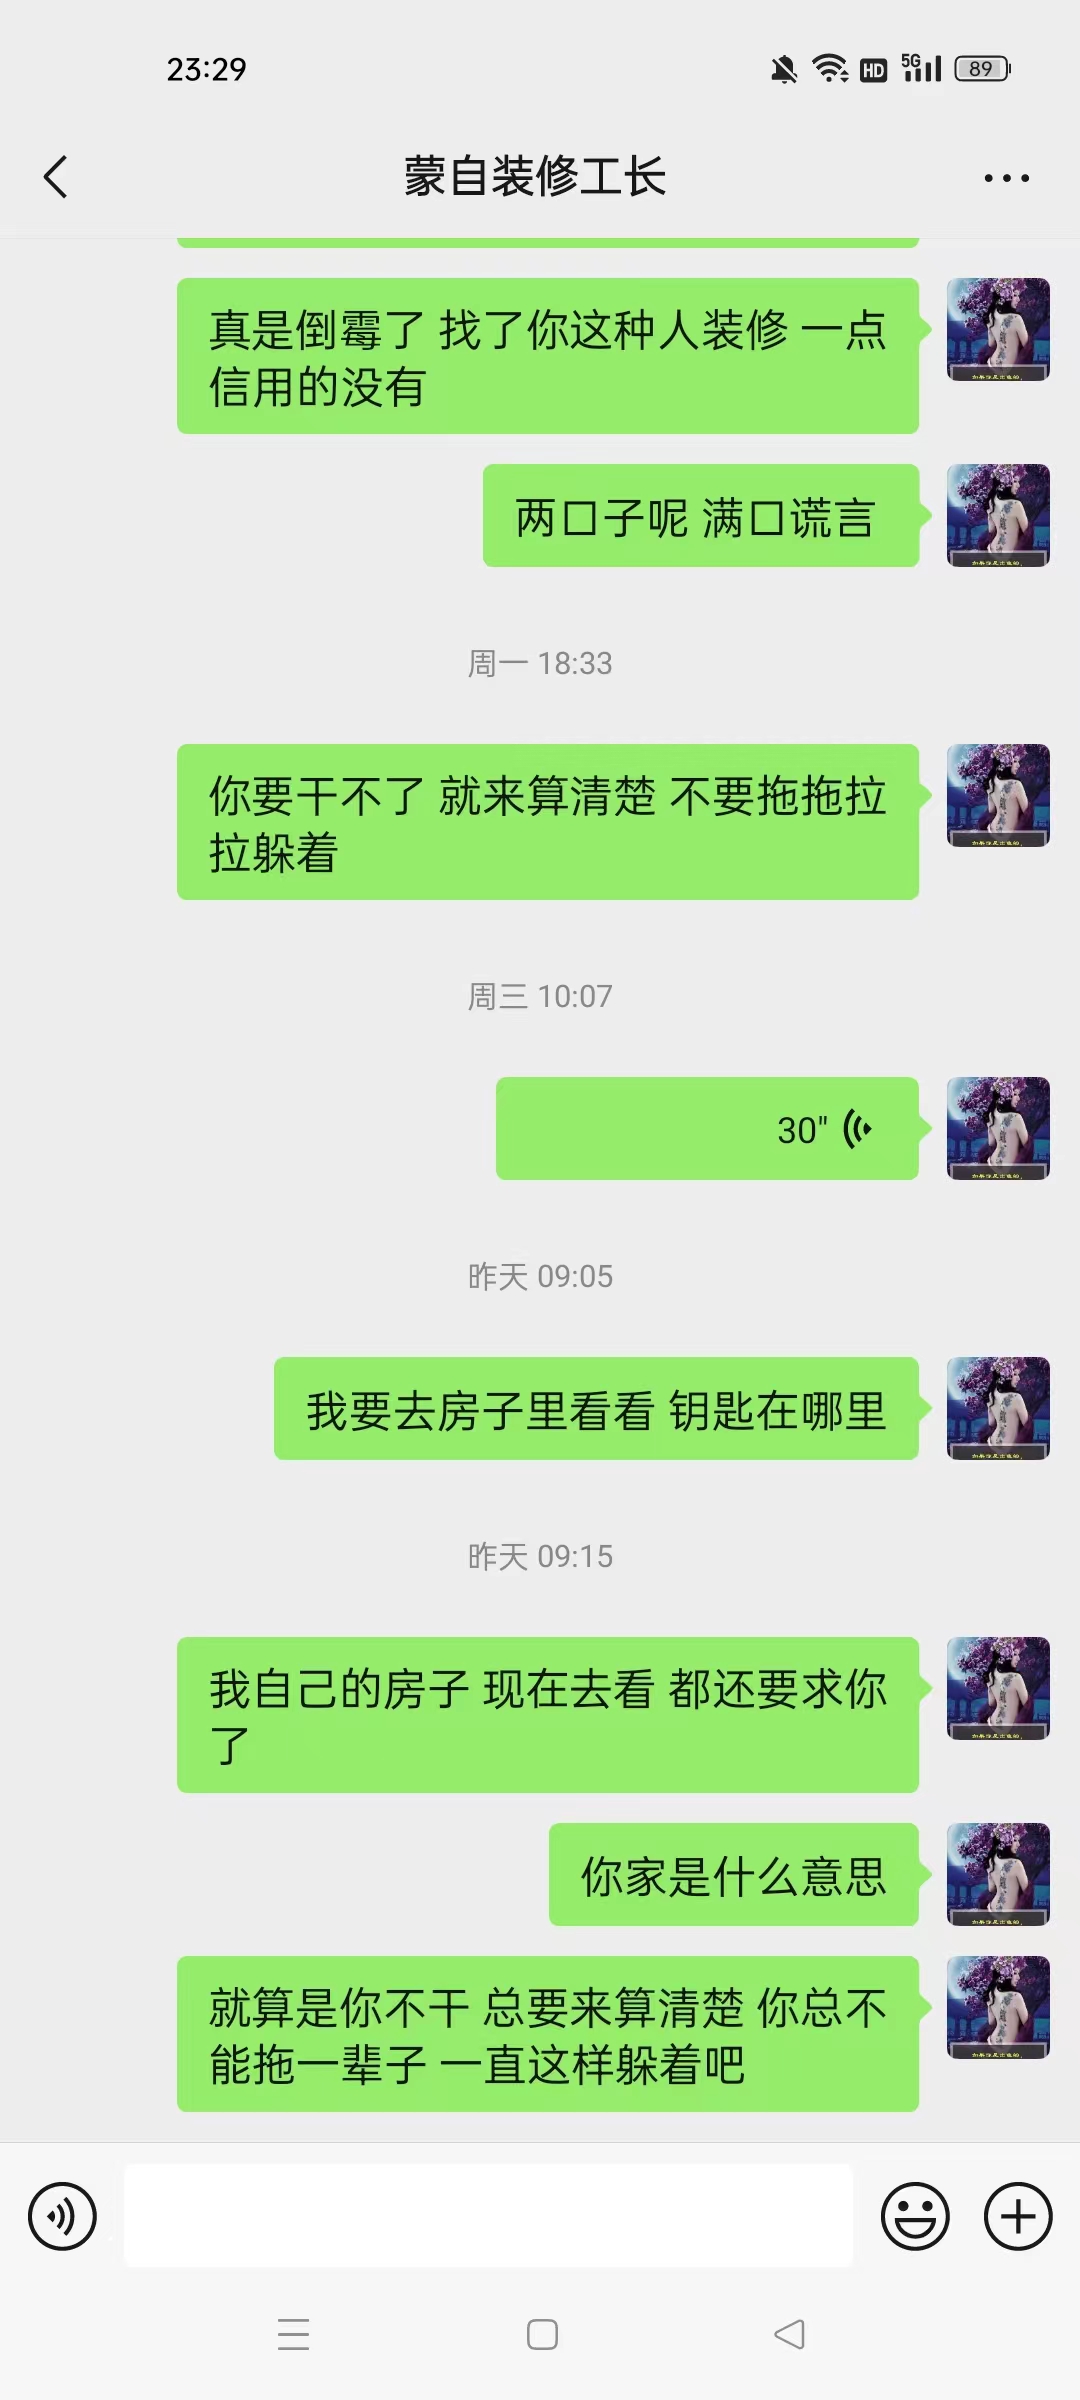 23:29
HD
5G
89
蒙自装修工长
真是倒霉了 找了你这种人装修 一点
信用的没有
两口子呢 满口谎言
周一 18:33
你要干不了 就来算清楚 不要拖拖拉
拉躲着
周三 10:07
30"
昨天 09:05
我要去房子里看看 钥匙在哪里
昨天 09:15
我自己的房子 现在去看 都还要求你
了
你家是什么意思
就算是你不干 总要来算清楚 你总不
能拖一辈子 一直这样躲着吧